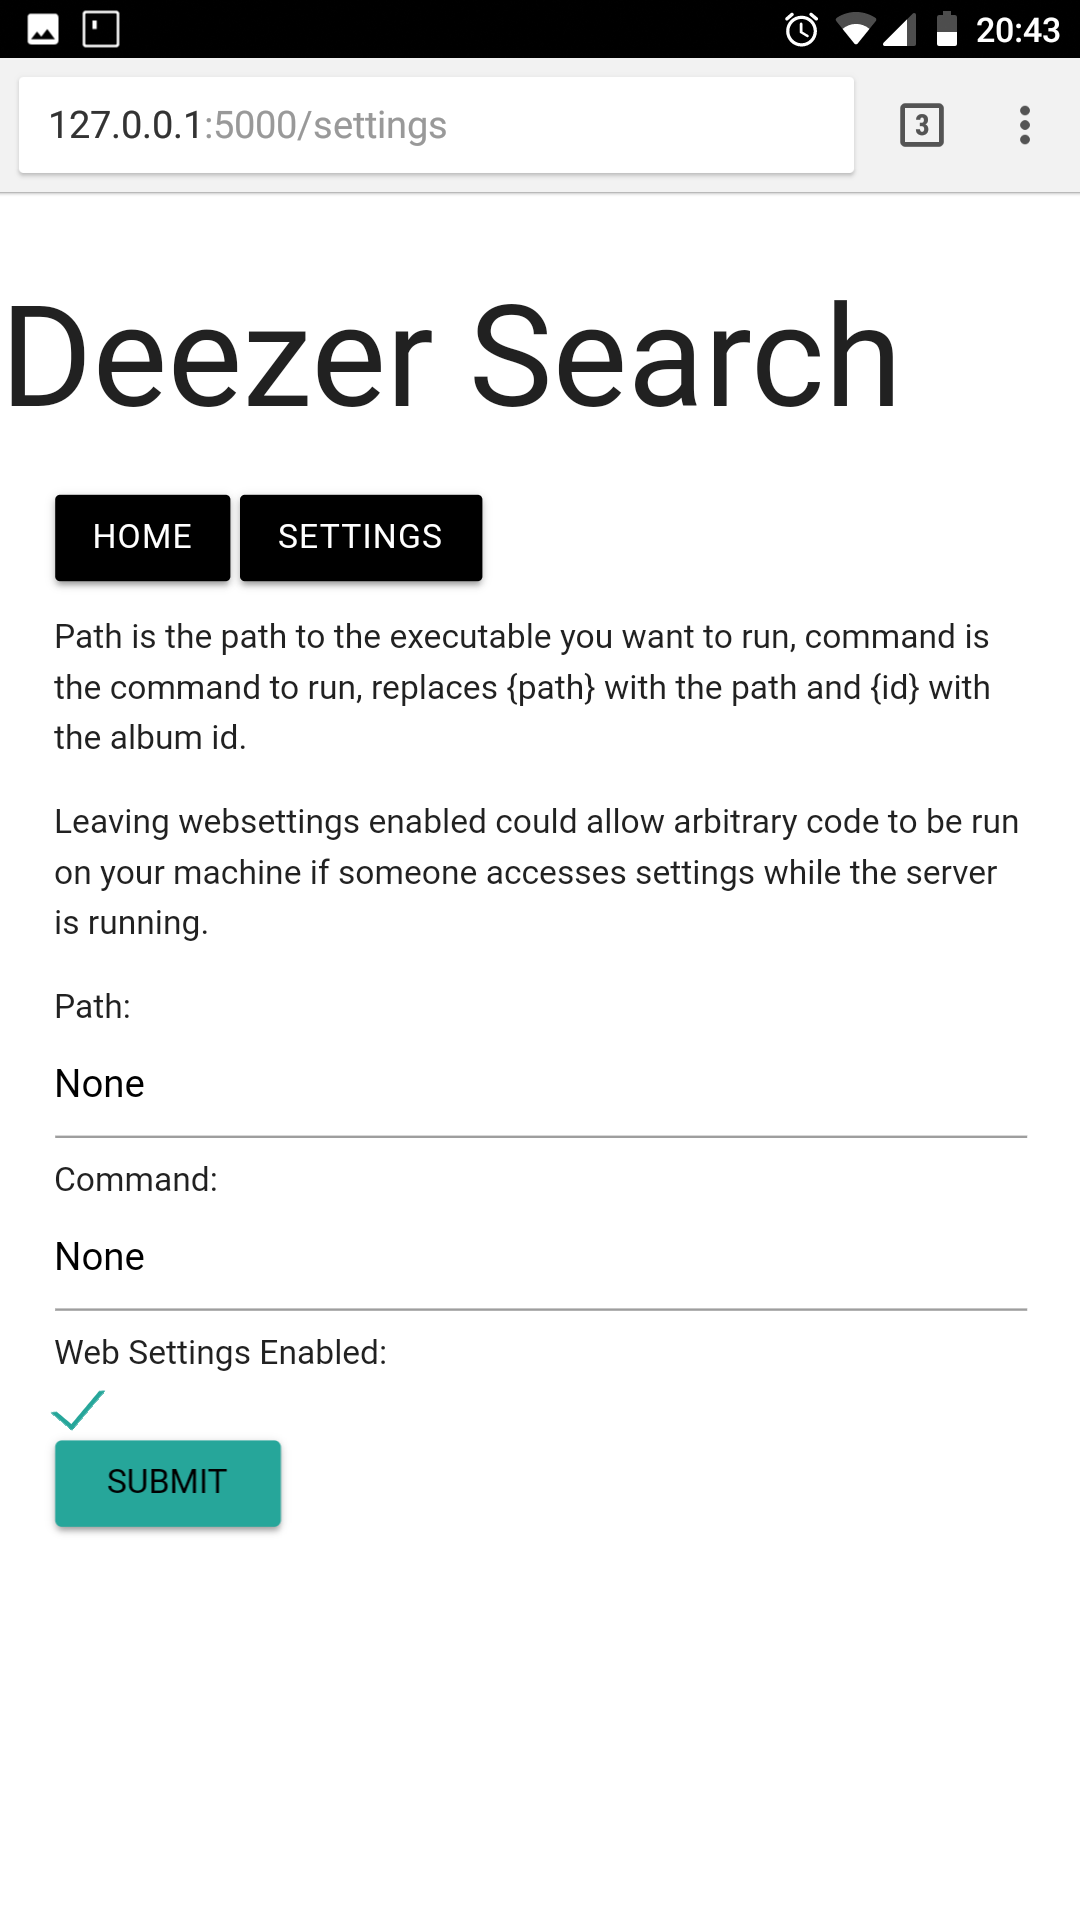 20:43
127.0.0.1:5000/settings
3
Deezer Search
HOME SETTINGS
Path is the path to the executable you want to run, command is
the command to run, replaces {path} with the path and {id} with
the album id.
Leaving websettings enabled could allow arbitrary code to be run
on your machine if someone accesses settings while the server
is running.
Path:
None
Command:
None
Web Settings Enabled:
SUBMIT